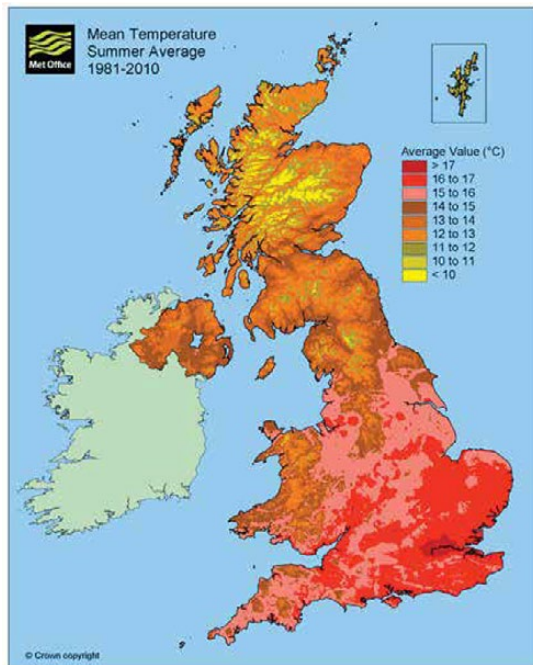 Met Office
Mean Temperature
Summer Average
1981-2010
Average Value (°C)
> 17
16 to 17
15 to 16
14 to 15
13 to 14
12 to 13
11 to 12
10 to 11
< 10
© Crown copyright